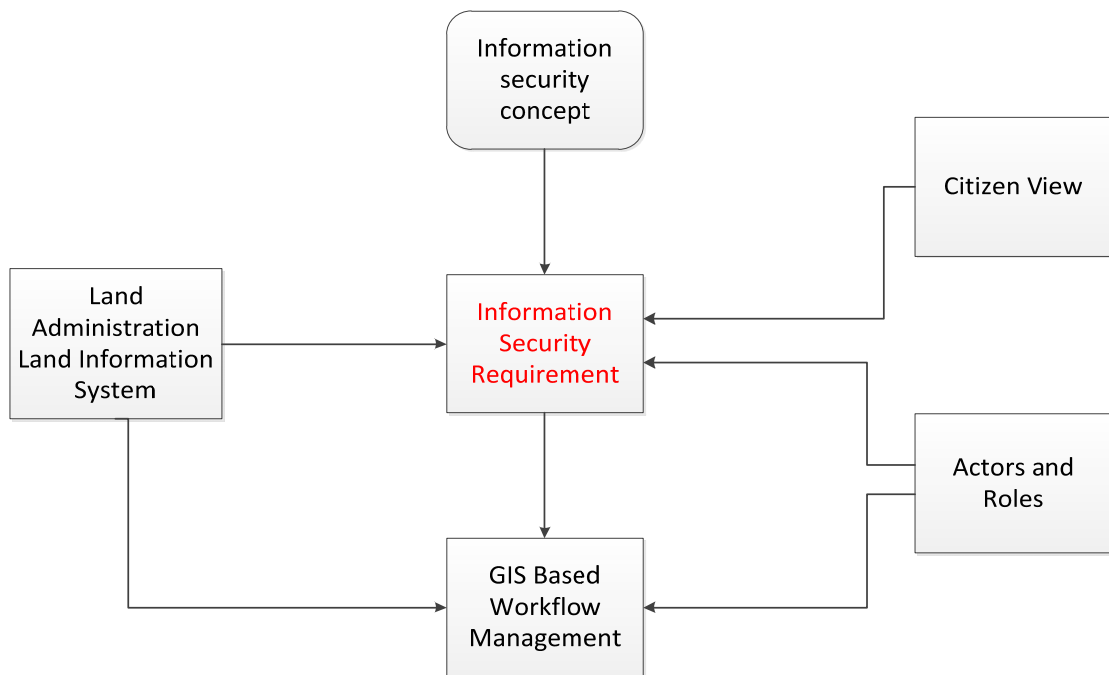 Information
security
concept
Citizen View
Land
Administration
Land Information
System
Information
Security
Requirement
Actors and
Roles
GIS Based
Workflow
Management